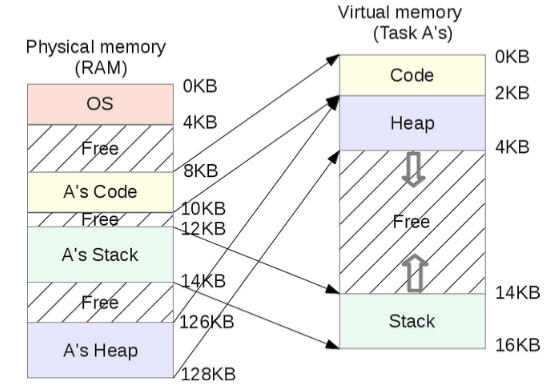 Physical memory
(RAM)
0KB
OS
4KB
Free
8KB
A's Code
10KB
Free
12KB
A's Stack
14KB
Free
126KB
A's Heap
128KB
Virtual memory
(Task A's)
0KB
Code
2KB
Heap
4KB
Free
14KB
Stack
16KB